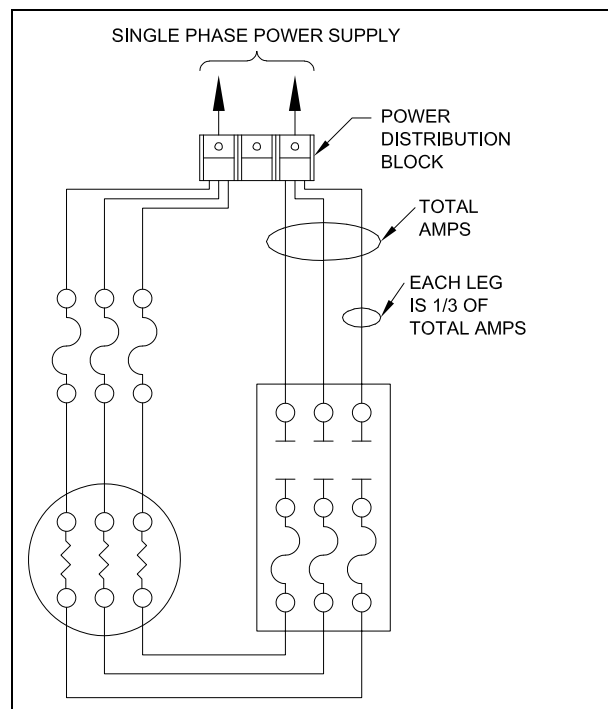 SINGLE PHASE POWER SUPPLY
POWER
DISTRIBUTION
BLOCK
TOTAL
AMPS
EACH LEG
IS 1/3 OF
TOTAL AMPS